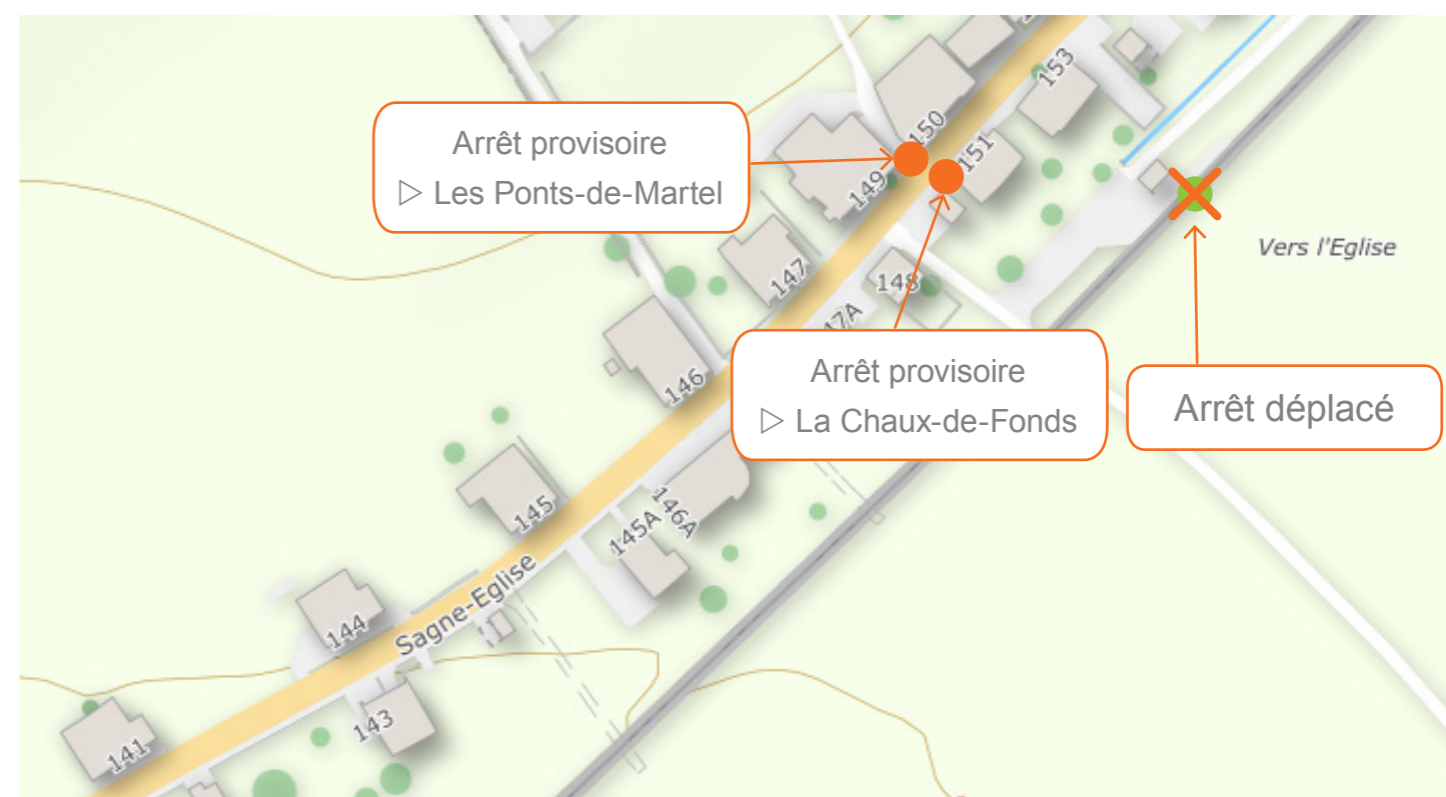 153
150
Arrêt provisoire
▷ Les Ponts-de-Martel
151
149
Vers l'Eglise
147
148
Arrêt provisoire
▷ La Chaux-de-Fonds
Arrêt déplacé
146
145
146A
145A
Sagne-Eglise
144
143
141